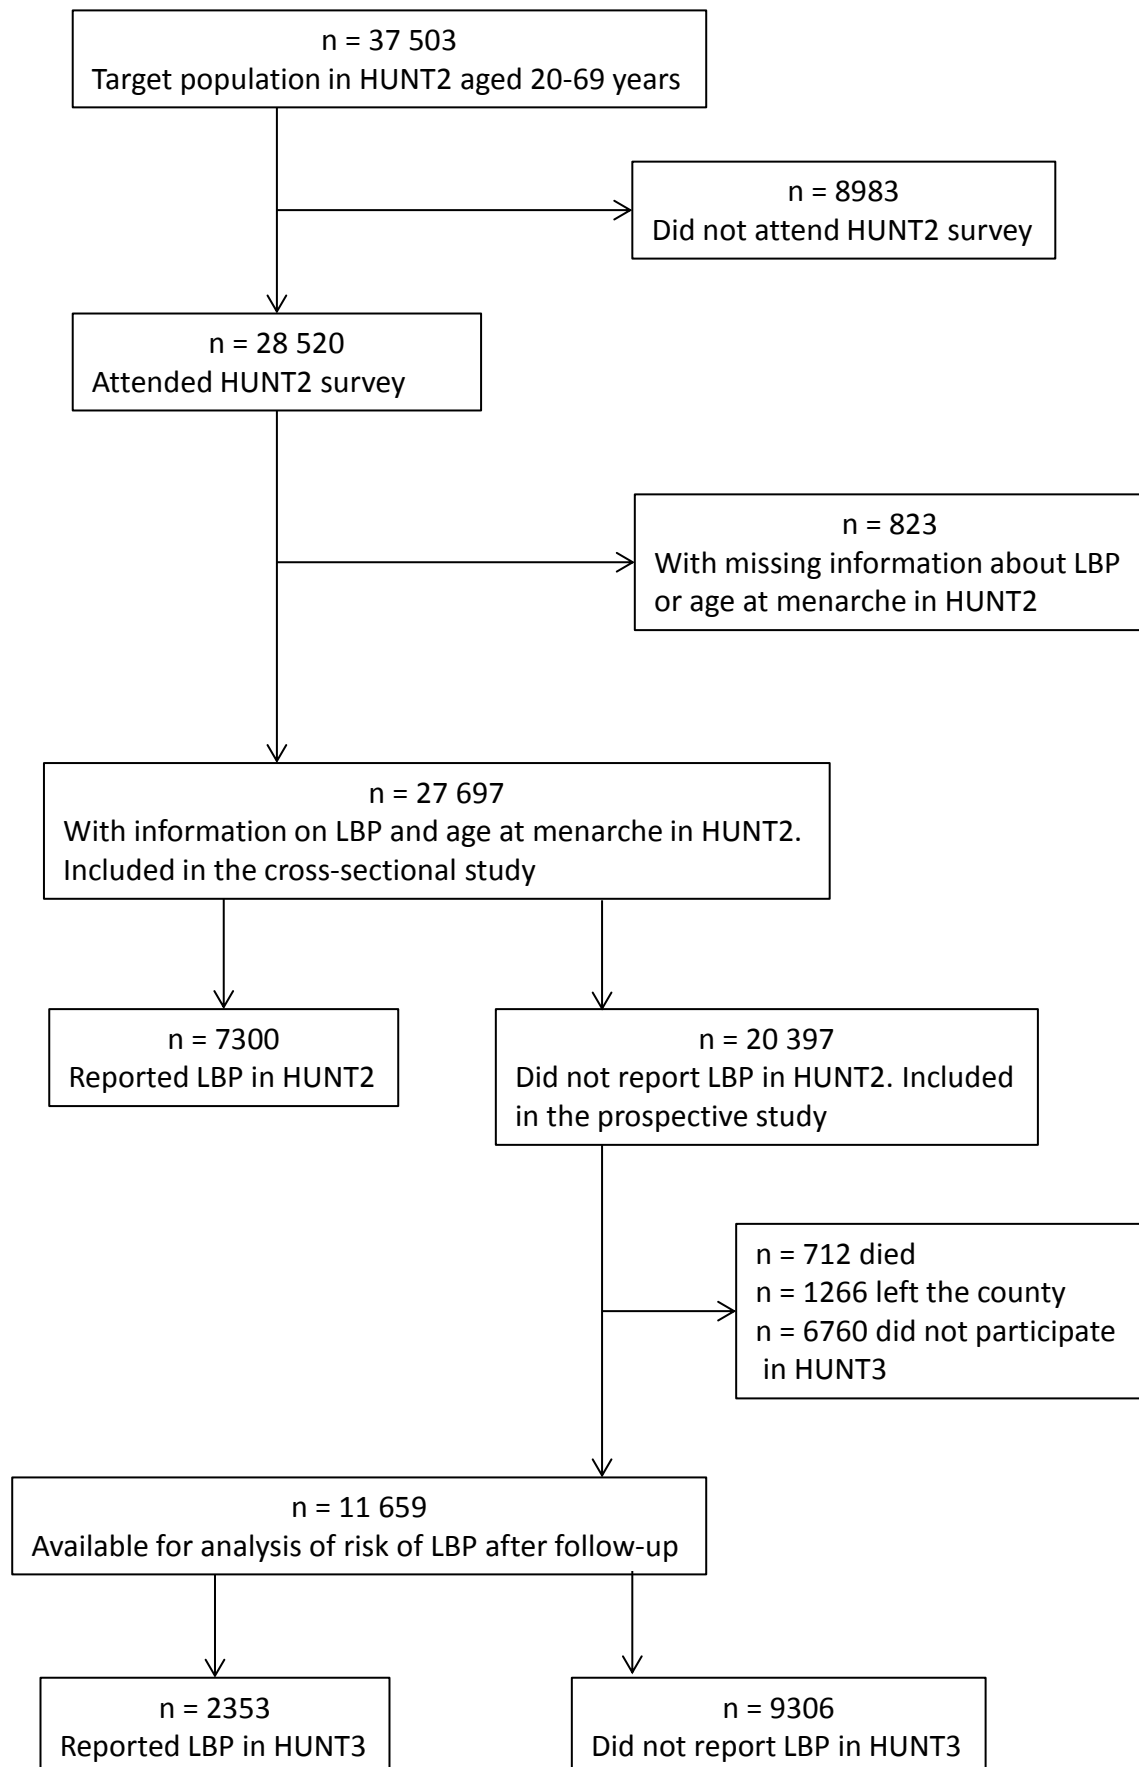 n = 37 503
Target population in HUNT2 aged 20-69 years
n = 8983
Did not attend HUNT2 survey
n = 28 520
Attended HUNT2 survey
n = 823
With missing information about LBP
or age at menarche in HUNT2
n = 27 697
With information on LBP and age at menarche in HUNT2.
Included in the cross-sectional study
n = 7300
Reported LBP in HUNT2
n = 20 397
Did not report LBP in HUNT2. Included
in the prospective study
n = 712 died
n = 1266 left the county
n = 6760 did not participate
in HUNT3
n = 11 659
Available for analysis of risk of LBP after follow-up
n = 2353
Reported LBP in HUNT3
n = 9306
Did not report LBP in HUNT3